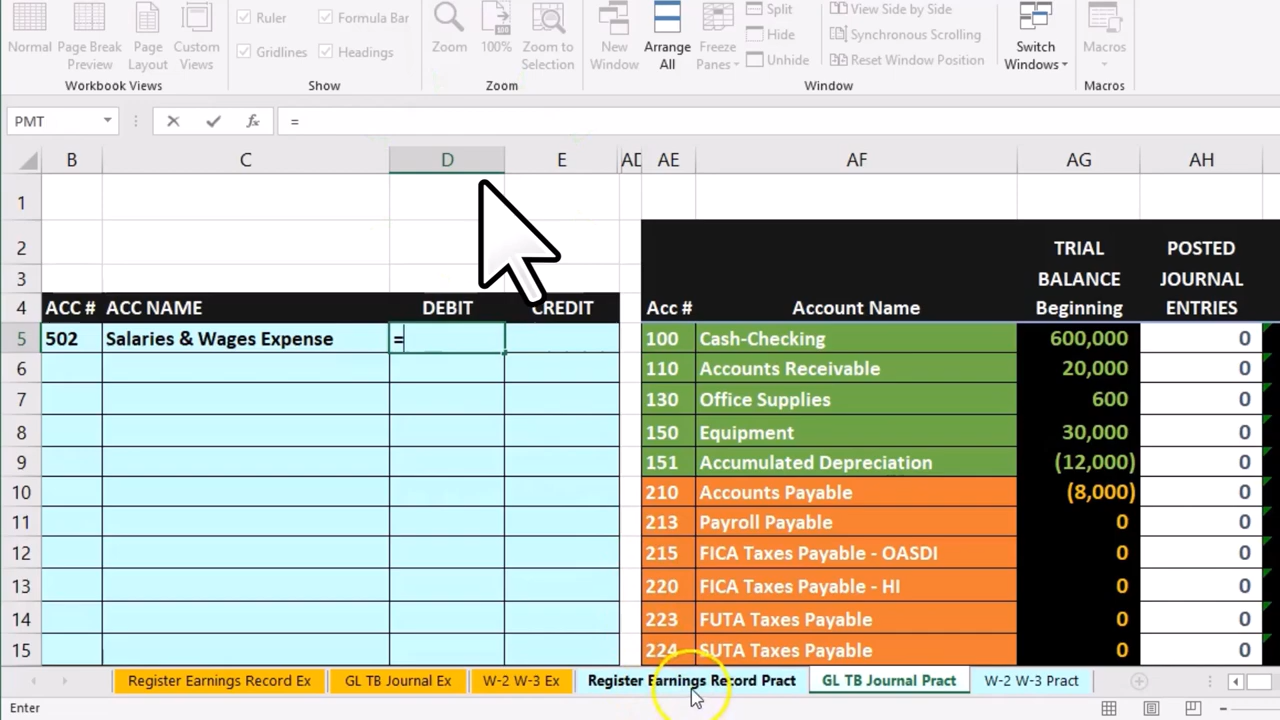 Normal
Page Break Preview
Page Layout
Custom Views
Workbook Views
Ruler
Formula Bar
Gridlines
Headings
Show
Zoom
100%
Zoom to Selection
Zoom
New Window
Arrange All
Freeze Panes
Split
Hide
Unhide
View Side by Side
Synchronous Scrolling
Reset Window Position
Window
Switch Windows
Macros
Macros
PMT fx =
B C D E AD AE AF AG AH
1
2 TRIAL POSTED
3 BALANCE JOURNAL
4 ACC # ACC NAME DEBIT CREDIT Acc # Account Name Beginning ENTRIES
5 502 Salaries & Wages Expense = 100 Cash-Checking 600,000 0
6 110 Accounts Receivable 20,000 0
7 130 Office Supplies 600 0
8 150 Equipment 30,000 0
9 151 Accumulated Depreciation (12,000) 0
10 210 Accounts Payable (8,000) 0
11 213 Payroll Payable 0 0
12 215 FICA Taxes Payable - OASDI 0 0
13 220 FICA Taxes Payable - HI 0 0
14 223 FUTA Taxes Payable 0 0
15 224 SUTA Taxes Payable 0 0
Register Earnings Record Ex GL TB Journal Ex W-2 W-3 Ex Register Earnings Record Pract GL TB Journal Pract W-2 W-3 Pract
Enter